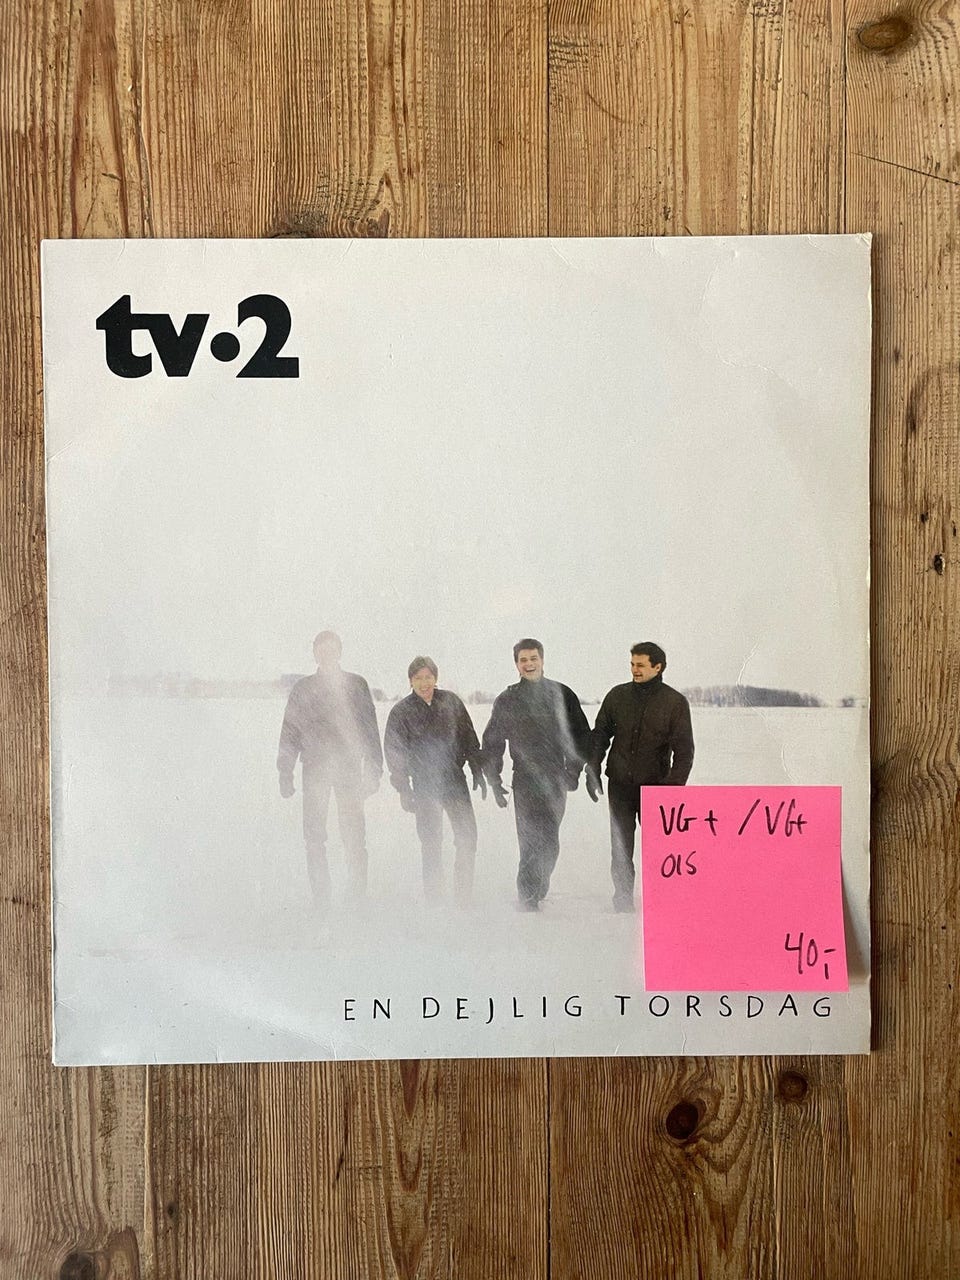 tv·2
VG+ / VG+
OIS
40,-
EN DEJLIG TORSDAG